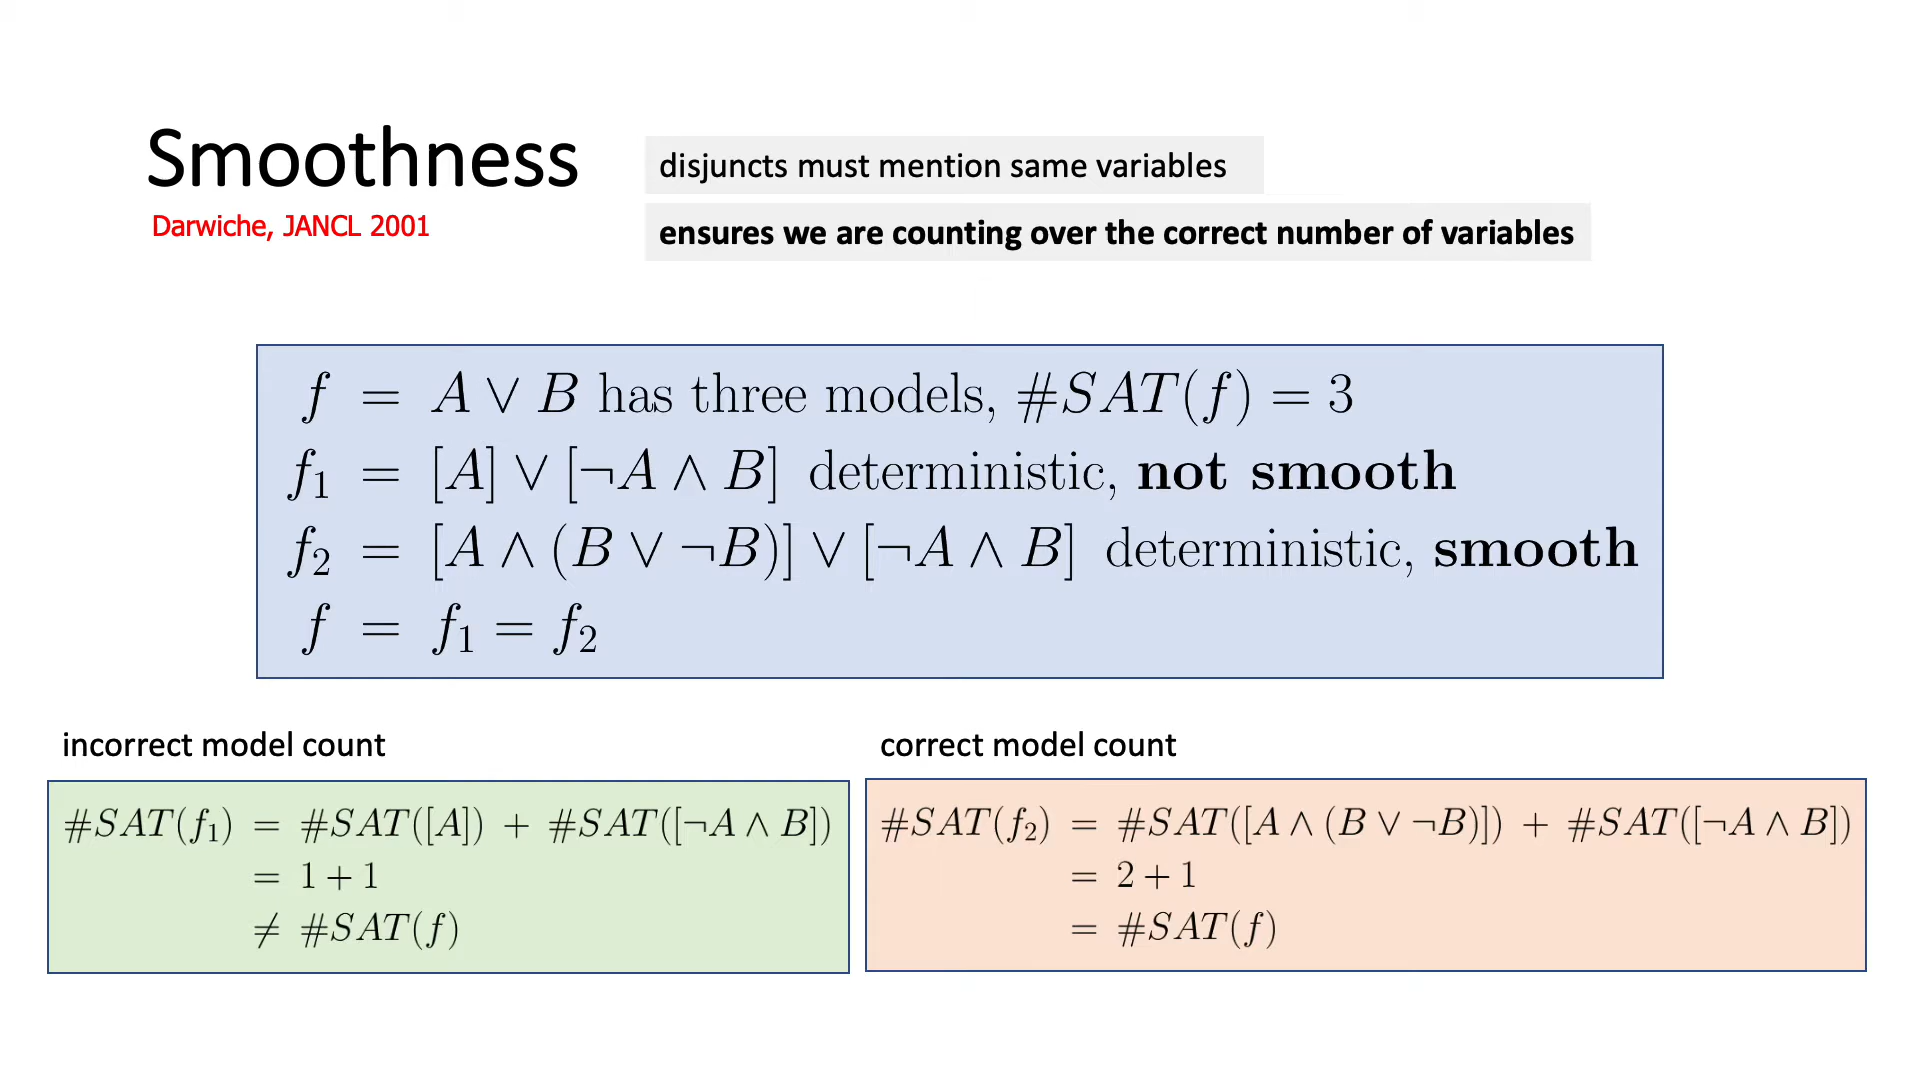 Smoothness
Darwiche, JANCL 2001
disjuncts must mention same variables
ensures we are counting over the correct number of variables
f = A ∨ B has three models, #SAT(f) = 3
f₁ = [A] ∨ [¬A ∧ B] deterministic, not smooth
f₂ = [A ∧ (B ∨ ¬B)] ∨ [¬A ∧ B] deterministic, smooth
f = f₁ = f₂
incorrect model count
#SAT(f₁) = #SAT([A]) + #SAT([¬A ∧ B])
= 1 + 1
≠ #SAT(f)
correct model count
#SAT(f₂) = #SAT([A ∧ (B ∨ ¬B)]) + #SAT([¬A ∧ B])
= 2 + 1
= #SAT(f)